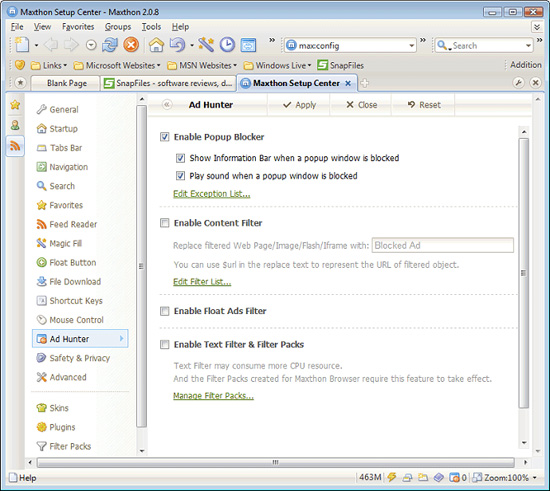 Maxthon Setup Center - Maxthon 2.0.8
File View Favorites Groups Tools Help
maxcconfig
Search
Links Microsoft Websites MSN Websites Windows Live SnapFiles Addition
Blank Page SnapFiles - software reviews, d... Maxthon Setup Center
Ad Hunter Apply Close Reset
General
Startup
Tabs Bar
Navigation
Search
Favorites
Feed Reader
Magic Fill
Float Button
File Download
Shortcut Keys
Mouse Control
Ad Hunter
Safety & Privacy
Advanced
Skins
Plugins
Filter Packs
Enable Popup Blocker
Show Information Bar when a popup window is blocked
Play sound when a popup window is blocked
Edit Exception List...
Enable Content Filter
Replace filtered Web Page/Image/Flash/Iframe with: Blocked Ad
You can use $url in the replace text to represent the URL of filtered object.
Edit Filter List...
Enable Float Ads Filter
Enable Text Filter & Filter Packs
Text Filter may consume more CPU resource.
And the Filter Packs created for Maxthon Browser require this feature to take effect.
Manage Filter Packs...
Help 463M 0 Zoom:100%